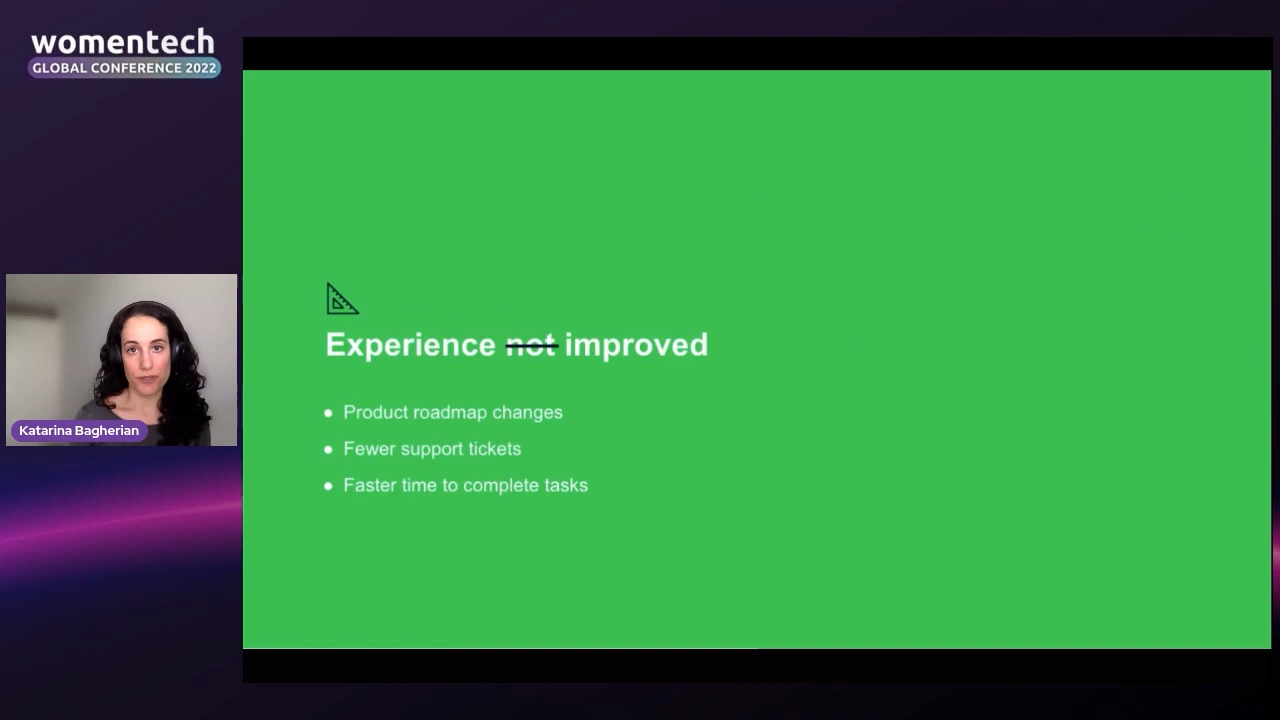 womentech
GLOBAL CONFERENCE 2022
Experience not improved
Product roadmap changes
Fewer support tickets
Faster time to complete tasks
Katarina Bagherian